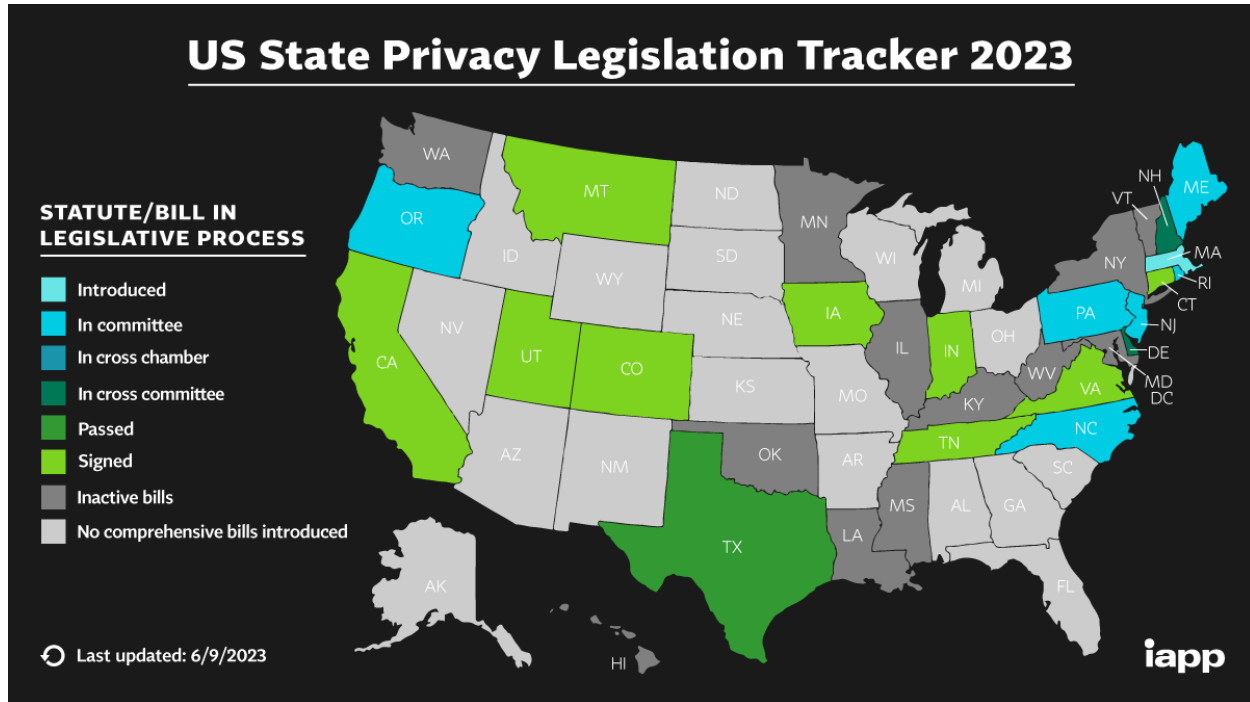 US State Privacy Legislation Tracker 2023
STATUTE/BILL IN
LEGISLATIVE PROCESS
Introduced
In committee
In cross chamber
In cross committee
Passed
Signed
Inactive bills
No comprehensive bills introduced
Last updated: 6/9/2023
WA
OR
CA
NV
ID
MT
WY
UT
CO
AZ
NM
ND
SD
NE
KS
OK
TX
MN
IA
MO
AR
LA
WI
IL
MS
MI
IN
OH
KY
TN
AL
GA
FL
SC
NC
VA
WV
PA
NY
VT
NH
ME
MA
RI
CT
NJ
DE
MD
DC
AK
HI
iapp